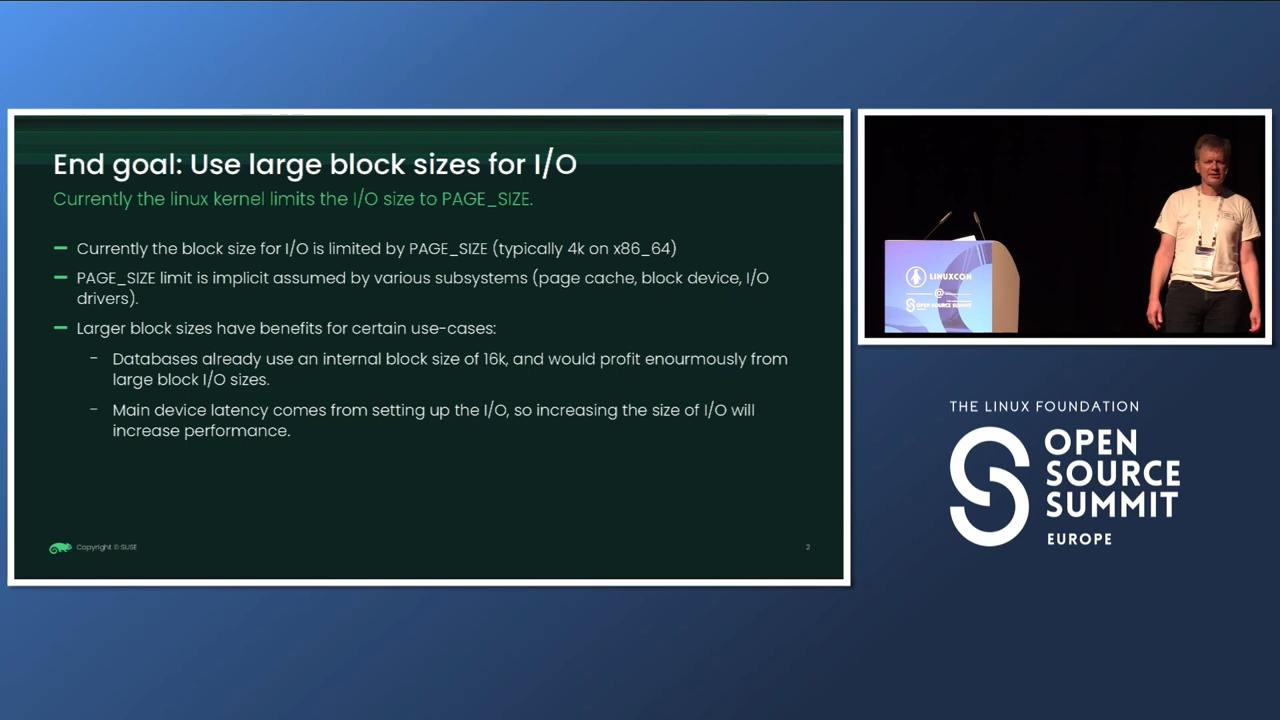 End goal: Use large block sizes for I/O
Currently the linux kernel limits the I/O size to PAGE_SIZE.
Currently the block size for I/O is limited by PAGE_SIZE (typically 4k on x86_64)
PAGE_SIZE limit is implicit assumed by various subsystems (page cache, block device, I/O
drivers).
Larger block sizes have benefits for certain use-cases:
- Databases already use an internal block size of 16k, and would profit enourmously from
large block I/O sizes.
- Main device latency comes from setting up the I/O, so increasing the size of I/O will
increase performance.
Copyright © SUSE
2
LINUXCON
@
OPEN SOURCE SUMMIT
THE LINUX FOUNDATION
OPEN
SOURCE
SUMMIT
EUROPE